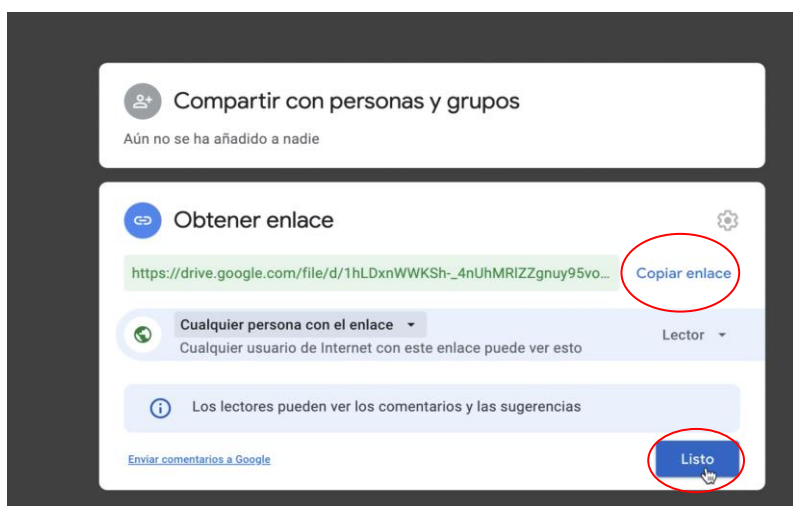 Compartir con personas y grupos
Aún no se ha añadido a nadie
Obtener enlace
https://drive.google.com/file/d/1hLDxnWWKSh-_4nUhMRlZZgnuy95vo...
Copiar enlace
Cualquier persona con el enlace
Cualquier usuario de Internet con este enlace puede ver esto
Lector
Los lectores pueden ver los comentarios y las sugerencias
Enviar comentarios a Google
Listo